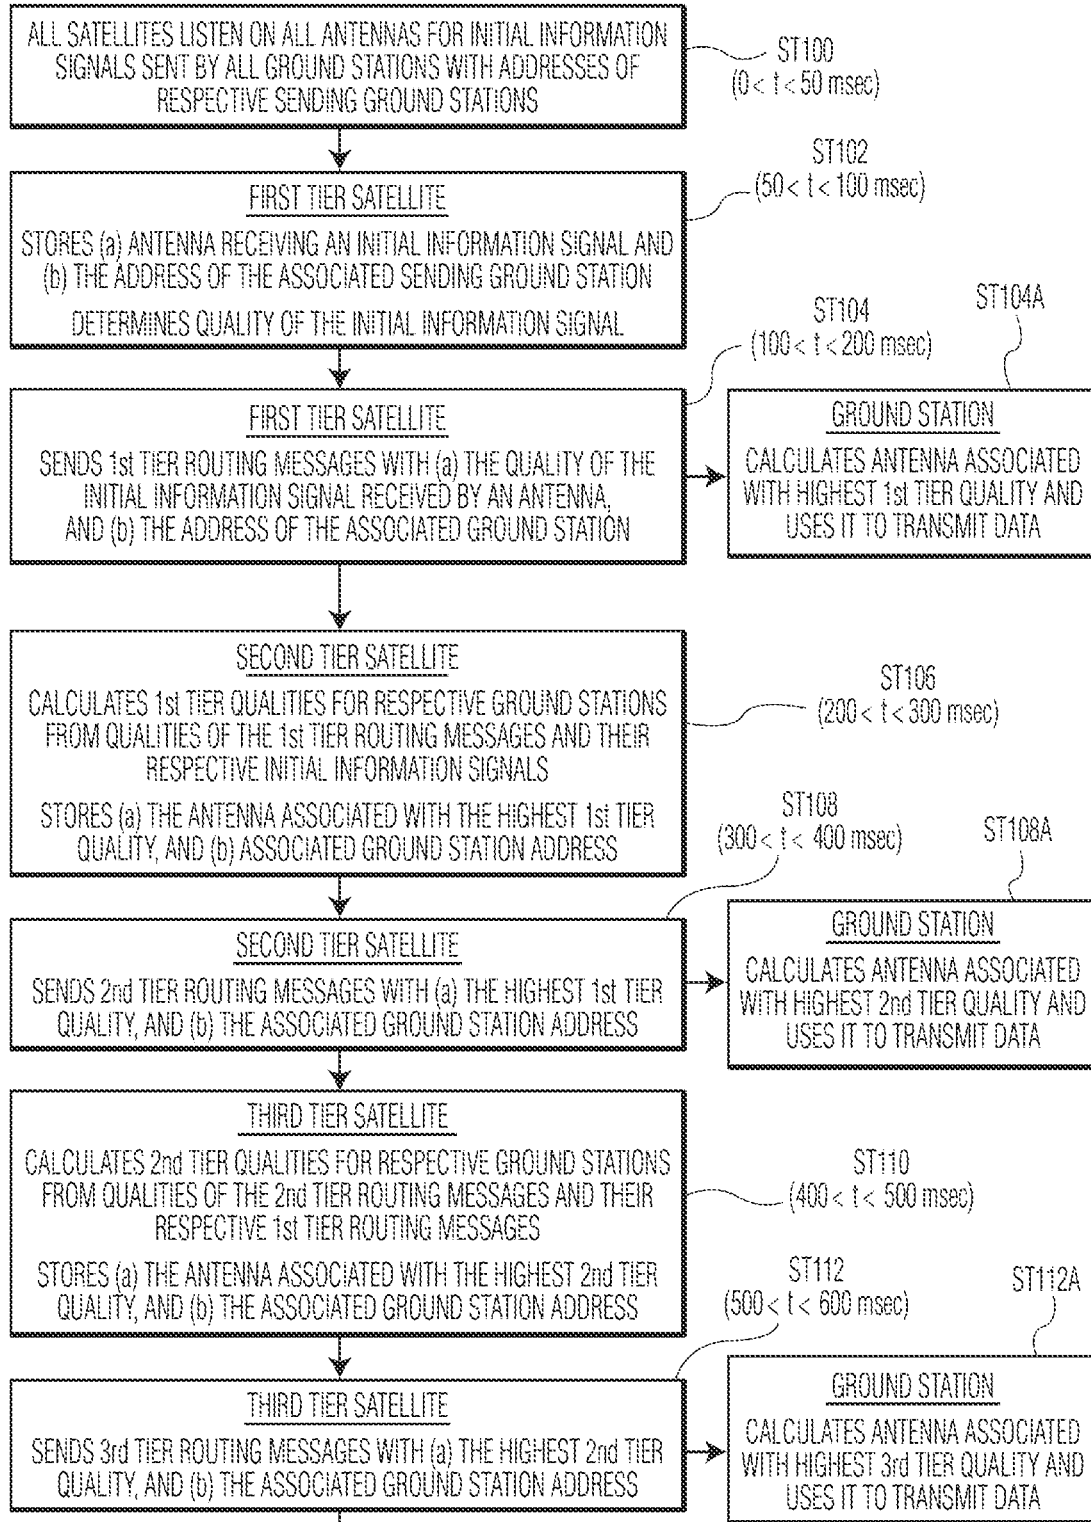 ALL SATELLITES LISTEN ON ALL ANTENNAS FOR INITIAL INFORMATION
SIGNALS SENT BY ALL GROUND STATIONS WITH ADDRESSES OF
RESPECTIVE SENDING GROUND STATIONS
ST100
(0 < t < 50 msec)
ST102
(50 < t < 100 msec)
FIRST TIER SATELLITE
STORES (a) ANTENNA RECEIVING AN INITIAL INFORMATION SIGNAL AND
(b) THE ADDRESS OF THE ASSOCIATED SENDING GROUND STATION
DETERMINES QUALITY OF THE INITIAL INFORMATION SIGNAL
ST104
(100 < t < 200 msec)
ST104A
FIRST TIER SATELLITE
SENDS 1st TIER ROUTING MESSAGES WITH (a) THE QUALITY OF THE
INITIAL INFORMATION SIGNAL RECEIVED BY AN ANTENNA,
AND (b) THE ADDRESS OF THE ASSOCIATED GROUND STATION
GROUND STATION
CALCULATES ANTENNA ASSOCIATED
WITH HIGHEST 1st TIER QUALITY AND
USES IT TO TRANSMIT DATA
SECOND TIER SATELLITE
CALCULATES 1st TIER QUALITIES FOR RESPECTIVE GROUND STATIONS
FROM QUALITIES OF THE 1st TIER ROUTING MESSAGES AND THEIR
RESPECTIVE INITIAL INFORMATION SIGNALS
STORES (a) THE ANTENNA ASSOCIATED WITH THE HIGHEST 1st TIER
QUALITY, AND (b) ASSOCIATED GROUND STATION ADDRESS
ST106
(200 < t < 300 msec)
ST108
(300 < t < 400 msec)
ST108A
SECOND TIER SATELLITE
SENDS 2nd TIER ROUTING MESSAGES WITH (a) THE HIGHEST 1st TIER
QUALITY, AND (b) THE ASSOCIATED GROUND STATION ADDRESS
GROUND STATION
CALCULATES ANTENNA ASSOCIATED
WITH HIGHEST 2nd TIER QUALITY AND
USES IT TO TRANSMIT DATA
THIRD TIER SATELLITE
CALCULATES 2nd TIER QUALITIES FOR RESPECTIVE GROUND STATIONS
FROM QUALITIES OF THE 2nd TIER ROUTING MESSAGES AND THEIR
RESPECTIVE 1st TIER ROUTING MESSAGES
STORES (a) THE ANTENNA ASSOCIATED WITH THE HIGHEST 2nd TIER
QUALITY, AND (b) THE ASSOCIATED GROUND STATION ADDRESS
ST110
(400 < t < 500 msec)
ST112
(500 < t < 600 msec)
ST112A
THIRD TIER SATELLITE
SENDS 3rd TIER ROUTING MESSAGES WITH (a) THE HIGHEST 2nd TIER
QUALITY, AND (b) THE ASSOCIATED GROUND STATION ADDRESS
GROUND STATION
CALCULATES ANTENNA ASSOCIATED
WITH HIGHEST 3rd TIER QUALITY AND
USES IT TO TRANSMIT DATA